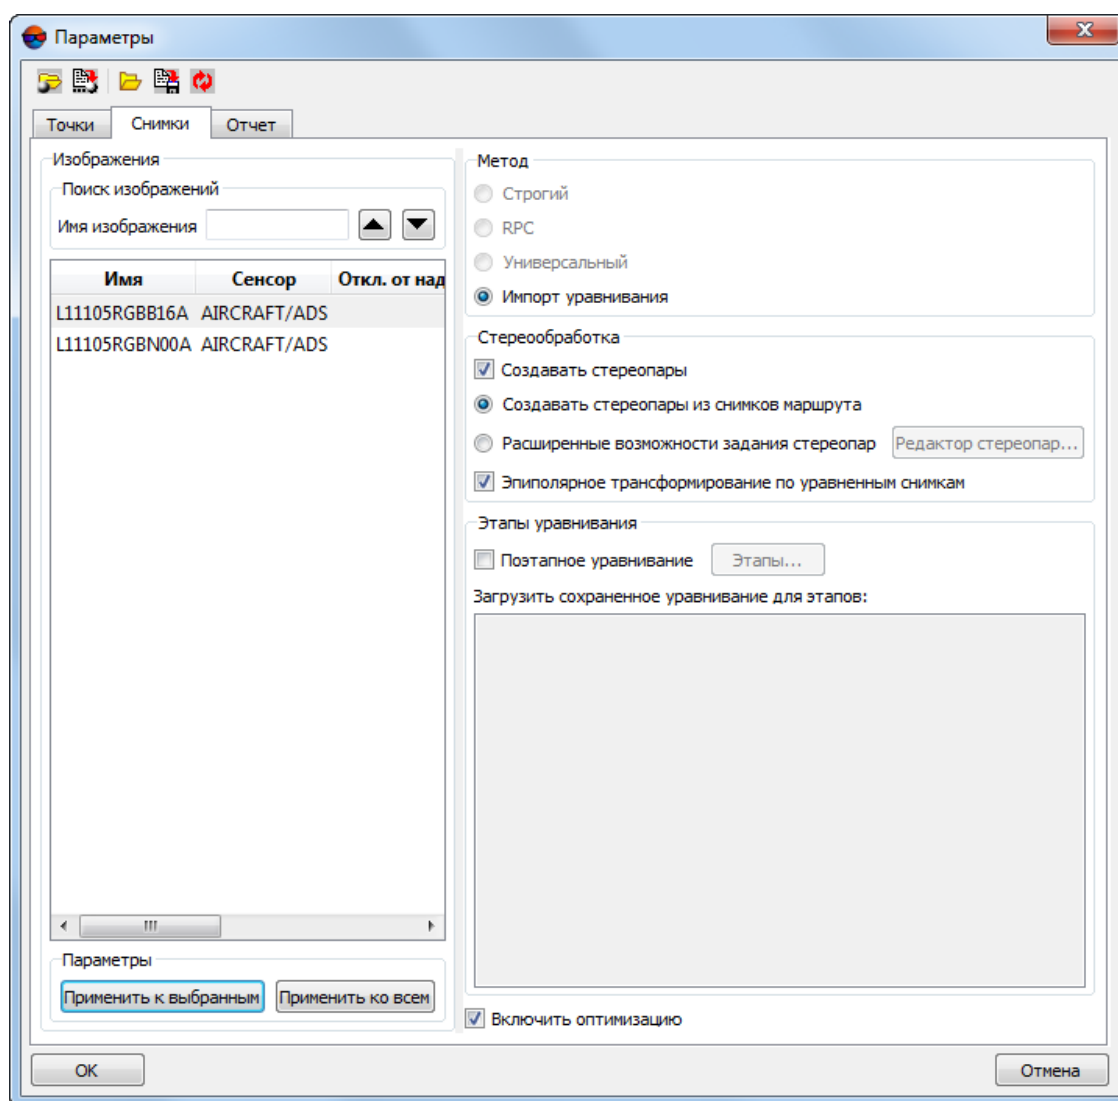 Параметры
Точки Снимки Отчет
Изображения
Поиск изображений
Имя изображения
Имя Сенсор Откл. от над
L11105RGBB16A AIRCRAFT/ADS
L11105RGBN00A AIRCRAFT/ADS
Параметры
Применить к выбранным Применить ко всем
Метод
Строгий
RPC
Универсальный
Импорт уравнивания
Стереообработка
Создавать стереопары
Создавать стереопары из снимков маршрута
Расширенные возможности задания стереопар Редактор стереопар...
Эпиполярное трансформирование по уравненным снимкам
Этапы уравнивания
Поэтапное уравнивание Этапы...
Загрузить сохраненное уравнивание для этапов:
Включить оптимизацию
OK Отмена